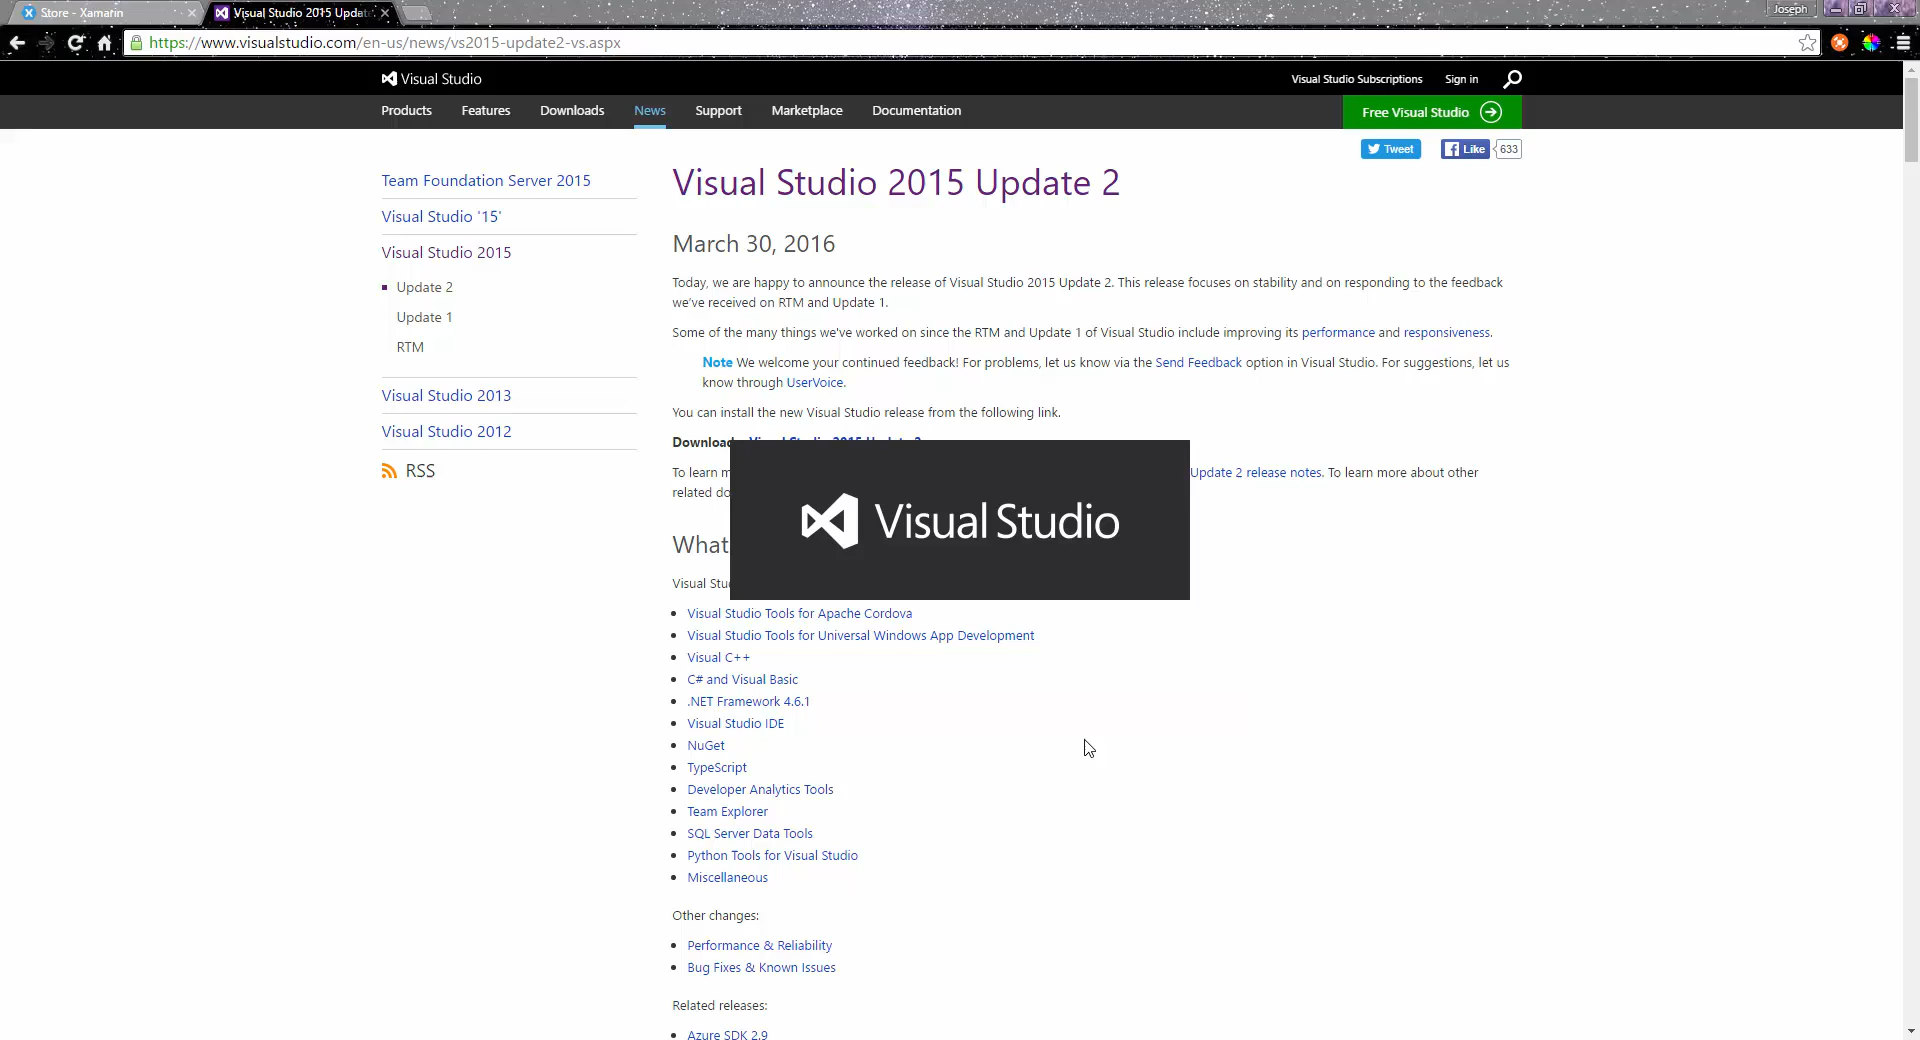 Store - Xamarin
Visual Studio 2015 Update
Joseph
https://www.visualstudio.com/en-us/news/vs2015-update2-vs.aspx
Visual Studio
Visual Studio Subscriptions
Sign in
Products
Features
Downloads
News
Support
Marketplace
Documentation
Free Visual Studio
Tweet
Like
633
Team Foundation Server 2015
Visual Studio '15'
Visual Studio 2015
Update 2
Update 1
RTM
Visual Studio 2013
Visual Studio 2012
RSS
Visual Studio 2015 Update 2
March 30, 2016
Today, we are happy to announce the release of Visual Studio 2015 Update 2. This release focuses on stability and on responding to the feedback
we've received on RTM and Update 1.
Some of the many things we've worked on since the RTM and Update 1 of Visual Studio include improving its performance and responsiveness.
Note We welcome your continued feedback! For problems, let us know via the Send Feedback option in Visual Studio. For suggestions, let us
know through UserVoice.
You can install the new Visual Studio release from the following link.
Download: Visual Studio 2015 Update 2
To learn m
Update 2 release notes. To learn more about other
related do
Visual Studio
What
Visual Stu
Visual Studio Tools for Apache Cordova
Visual Studio Tools for Universal Windows App Development
Visual C++
C# and Visual Basic
.NET Framework 4.6.1
Visual Studio IDE
NuGet
TypeScript
Developer Analytics Tools
Team Explorer
SQL Server Data Tools
Python Tools for Visual Studio
Miscellaneous
Other changes:
Performance & Reliability
Bug Fixes & Known Issues
Related releases:
Azure SDK 2.9